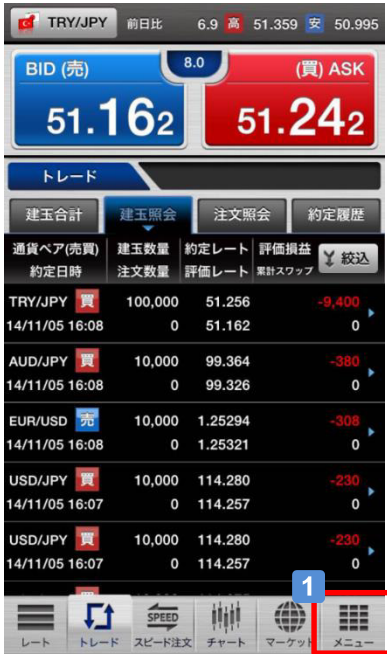 TRY/JPY 前日比 6.9 高 51.359 安 50.995
BID (売) 8.0 (買) ASK
51.162 51.242
トレード
建玉合計 建玉照会 注文照会 約定履歴
通貨ペア(売買) 建玉数量 約定レート 評価損益 絞込
約定日時 注文数量 評価レート 累計スワップ
TRY/JPY 買 100,000 51.256 -9,400
14/11/05 16:08 0 51.162 0
AUD/JPY 買 10,000 99.364 -380
14/11/05 16:08 0 99.326 0
EUR/USD 売 10,000 1.25294 -308
14/11/05 16:08 0 1.25321 0
USD/JPY 買 10,000 114.280 -230
14/11/05 16:07 0 114.257 0
USD/JPY 買 10,000 114.280 -230
14/11/05 16:07 0 114.257 0
1
SPEED
レート トレード スピード注文 チャート マーケット メニュー